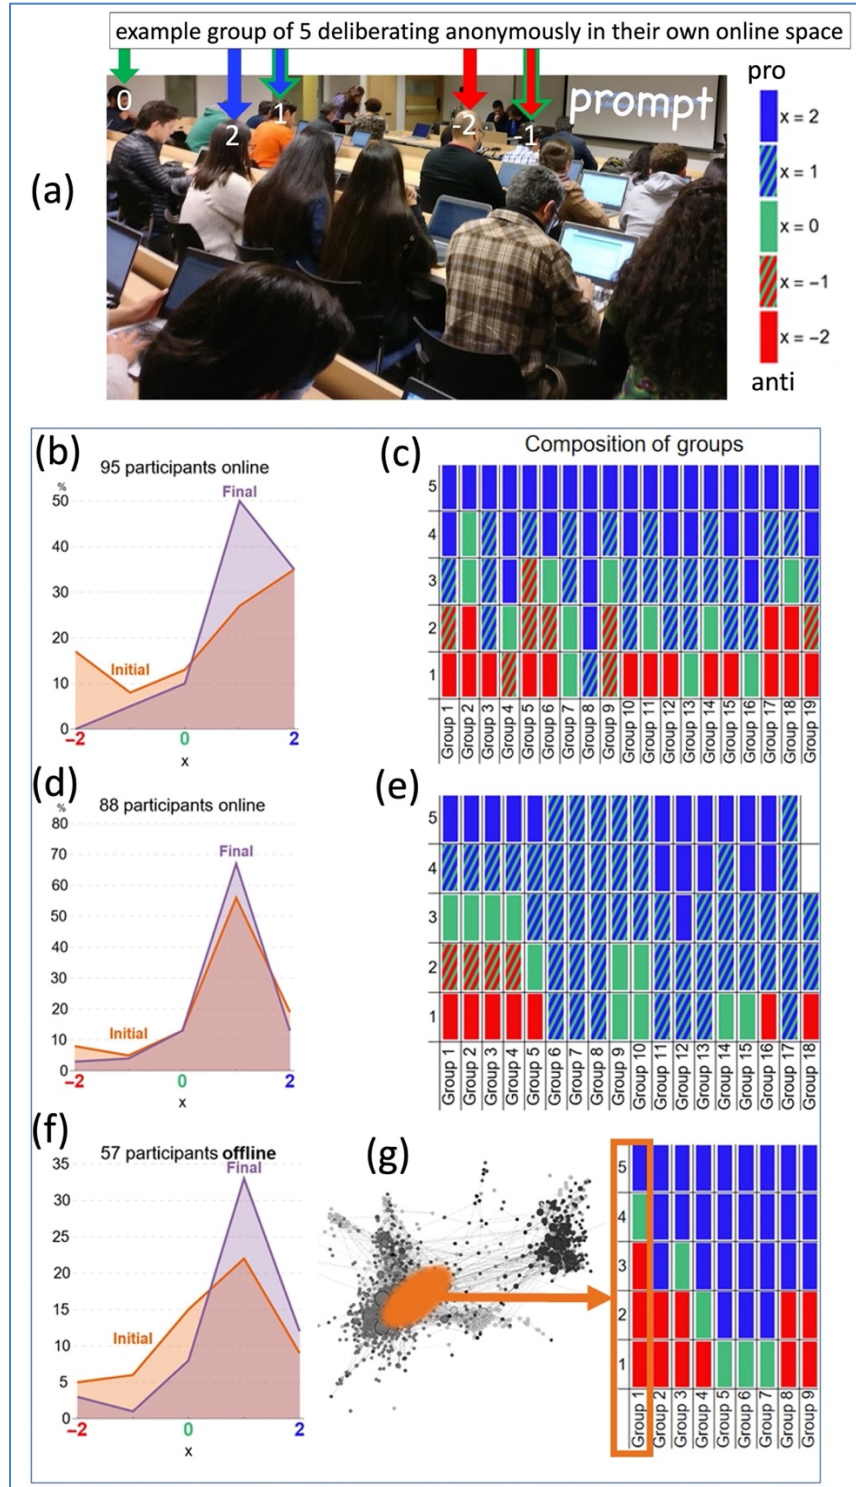 example group of 5 deliberating anonymously in their own online space
(a)
0
2
1
-2
-1
prompt
pro
x = 2
x = 1
x = 0
x = −1
x = −2
anti
(b)
95 participants online
%
50
40
30
20
10
0
Final
Initial
−2
0
2
x
(c)
Composition of groups
5
4
3
2
1
Group 1
Group 2
Group 3
Group 4
Group 5
Group 6
Group 7
Group 8
Group 9
Group 10
Group 11
Group 12
Group 13
Group 14
Group 15
Group 16
Group 17
Group 18
Group 19
(d)
88 participants online
%
80
70
60
50
40
30
20
10
0
Final
Initial
−2
0
2
x
(e)
5
4
3
2
1
Group 1
Group 2
Group 3
Group 4
Group 5
Group 6
Group 7
Group 8
Group 9
Group 10
Group 11
Group 12
Group 13
Group 14
Group 15
Group 16
Group 17
Group 18
(f)
57 participants offline
35
30
25
20
15
10
5
0
Final
Initial
−2
0
2
x
(g)
5
4
3
2
1
Group 1
Group 2
Group 3
Group 4
Group 5
Group 6
Group 7
Group 8
Group 9